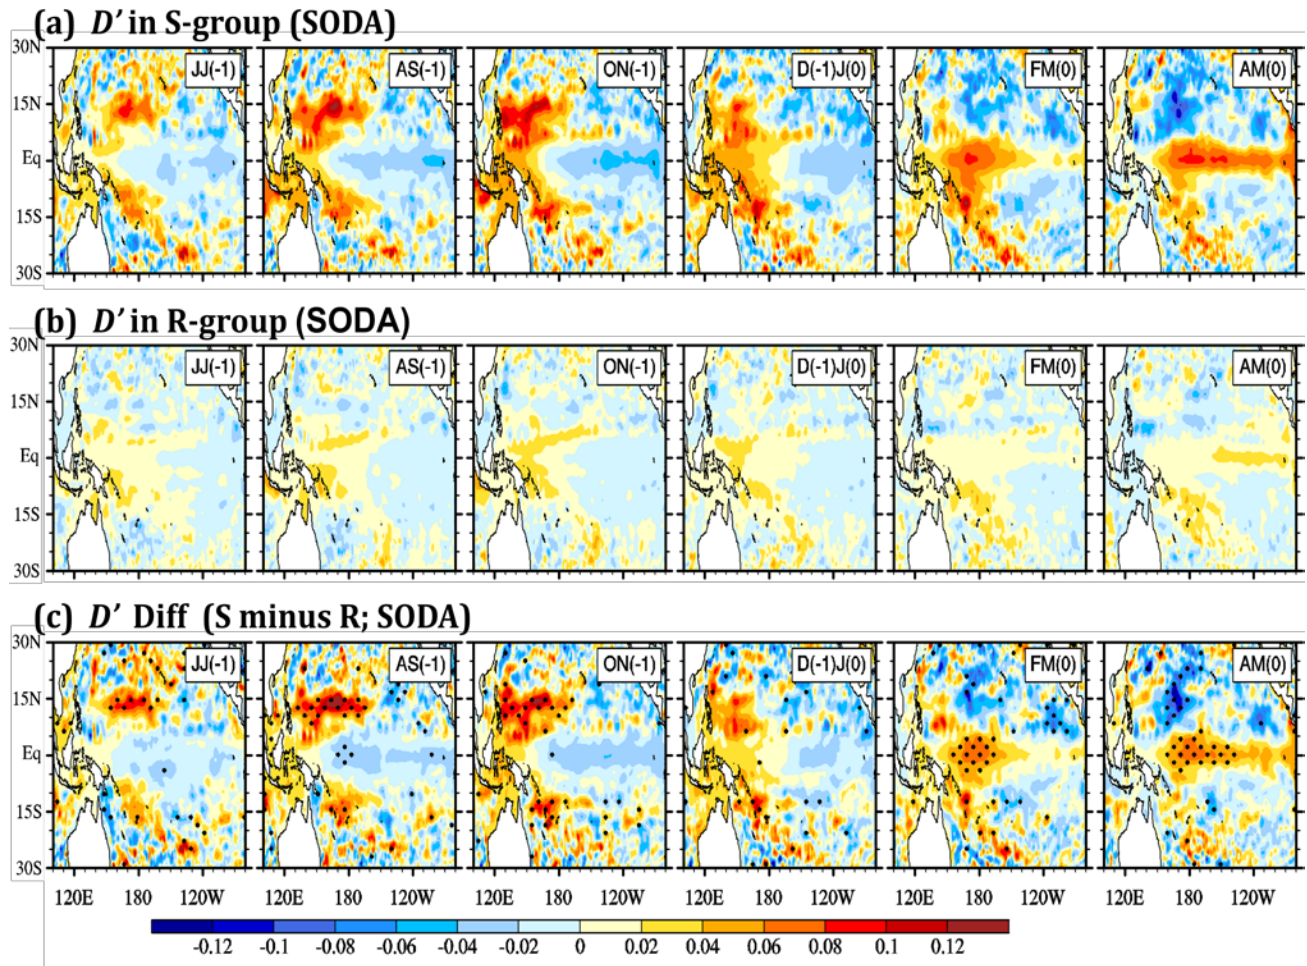 (a) D' in S-group (SODA)
30N
15N
Eq
15S
30S
JJ(-1)
AS(-1)
ON(-1)
D(-1)J(0)
FM(0)
AM(0)
(b) D' in R-group (SODA)
30N
15N
Eq
15S
30S
JJ(-1)
AS(-1)
ON(-1)
D(-1)J(0)
FM(0)
AM(0)
(c) D' Diff (S minus R; SODA)
30N
15N
Eq
15S
30S
JJ(-1)
AS(-1)
ON(-1)
D(-1)J(0)
FM(0)
AM(0)
120E 180 120W
120E 180 120W
120E 180 120W
120E 180 120W
120E 180 120W
120E 180 120W
-0.12 -0.1 -0.08 -0.06 -0.04 -0.02 0 0.02 0.04 0.06 0.08 0.1 0.12